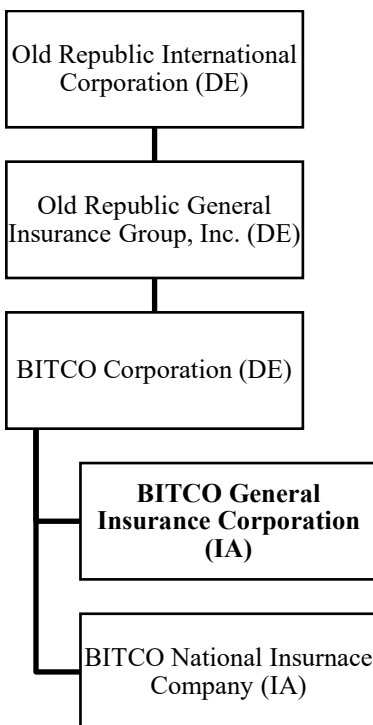 Old Republic International
Corporation (DE)
Old Republic General
Insurance Group, Inc. (DE)
BITCO Corporation (DE)
BITCO General
Insurance Corporation
(IA)
BITCO National Insurnace
Company (IA)